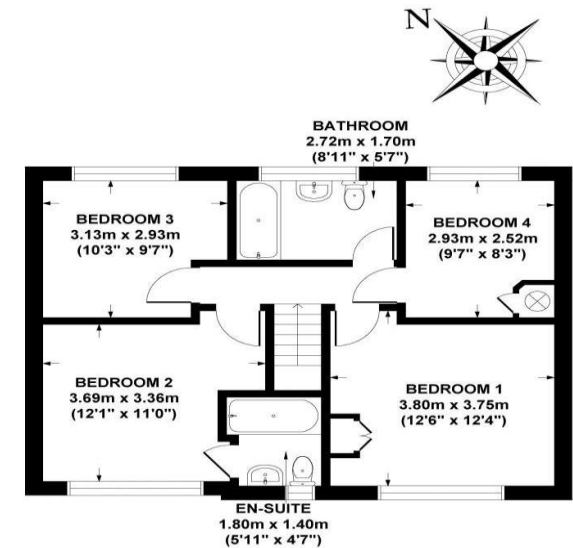 N
BATHROOM
2.72m x 1.70m
(8'11" x 5'7")
BEDROOM 3
3.13m x 2.93m
(10'3" x 9'7")
BEDROOM 4
2.93m x 2.52m
(9'7" x 8'3")
BEDROOM 2
3.69m x 3.36m
(12'1" x 11'0")
BEDROOM 1
3.80m x 3.75m
(12'6" x 12'4")
EN-SUITE
1.80m x 1.40m
(5'11" x 4'7")